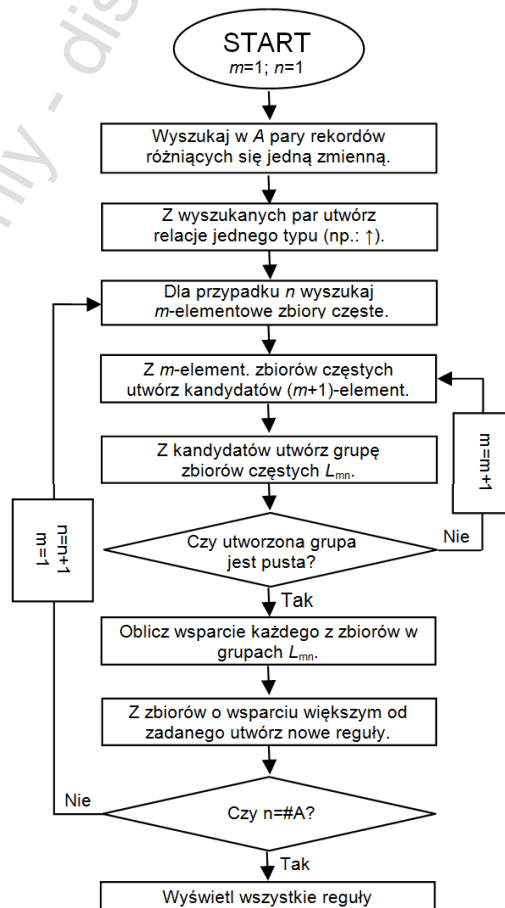 START
m=1; n=1
Wyszukaj w A pary rekordów
różniących się jedną zmienną.
Z wyszukanych par utwórz
relacje jednego typu (np.: ↑).
Dla przypadku n wyszukaj
m-elementowe zbiory częste.
Z m-element. zbiorów częstych
utwórz kandydatów (m+1)-element.
Z kandydatów utwórz grupę
zbiorów częstych Lmn.
m=m+1
Czy utworzona grupa
jest pusta?
Nie
Tak
n=n+1
m=1
Oblicz wsparcie każdego z zbiorów w
grupach Lmn.
Z zbiorów o wsparciu większym od
zadanego utwórz nowe reguły.
Nie
Czy n=#A?
Tak
Wyświetl wszystkie reguły